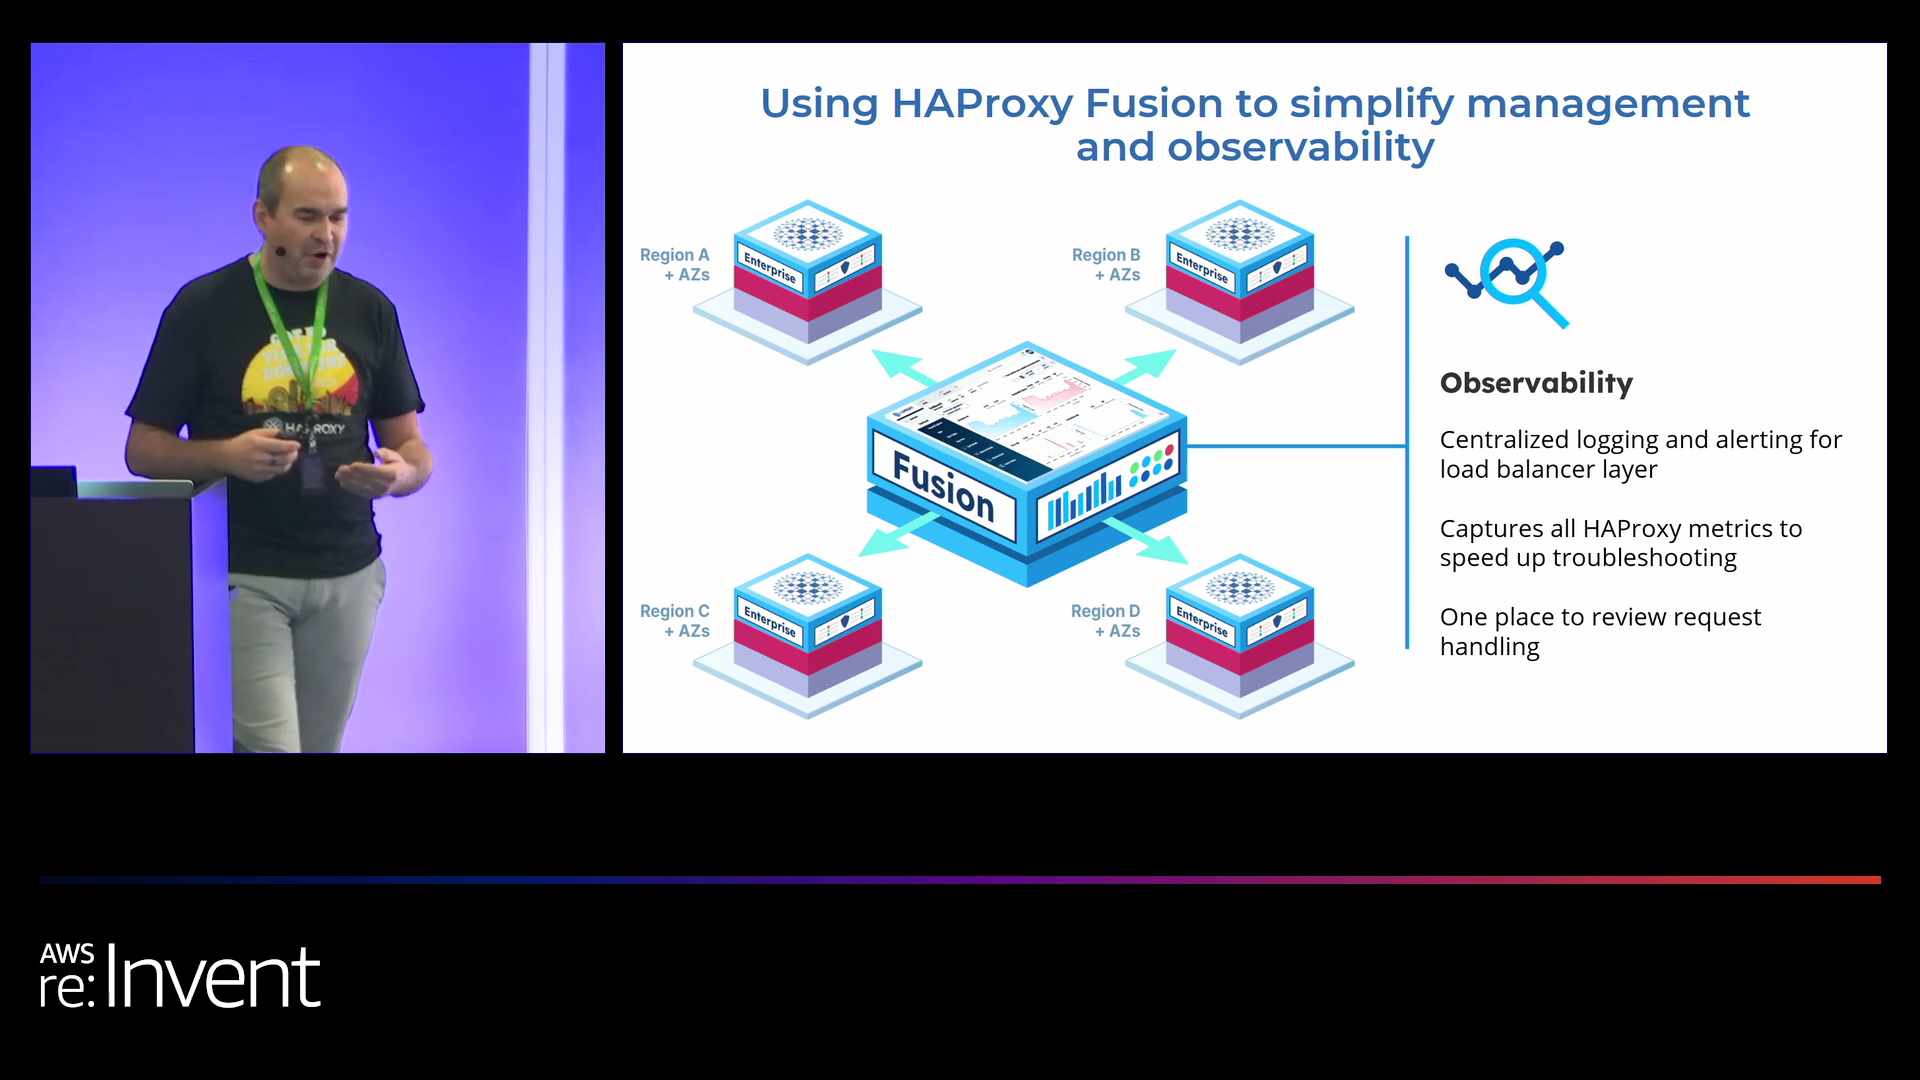 Using HAProxy Fusion to simplify management
and observability
Region A
+ AZs
Enterprise
Region B
+ AZs
Enterprise
Fusion
Region C
+ AZs
Enterprise
Region D
+ AZs
Enterprise
Observability
Centralized logging and alerting for
load balancer layer
Captures all HAProxy metrics to
speed up troubleshooting
One place to review request
handling
HAPROXY
AWS
re:Invent